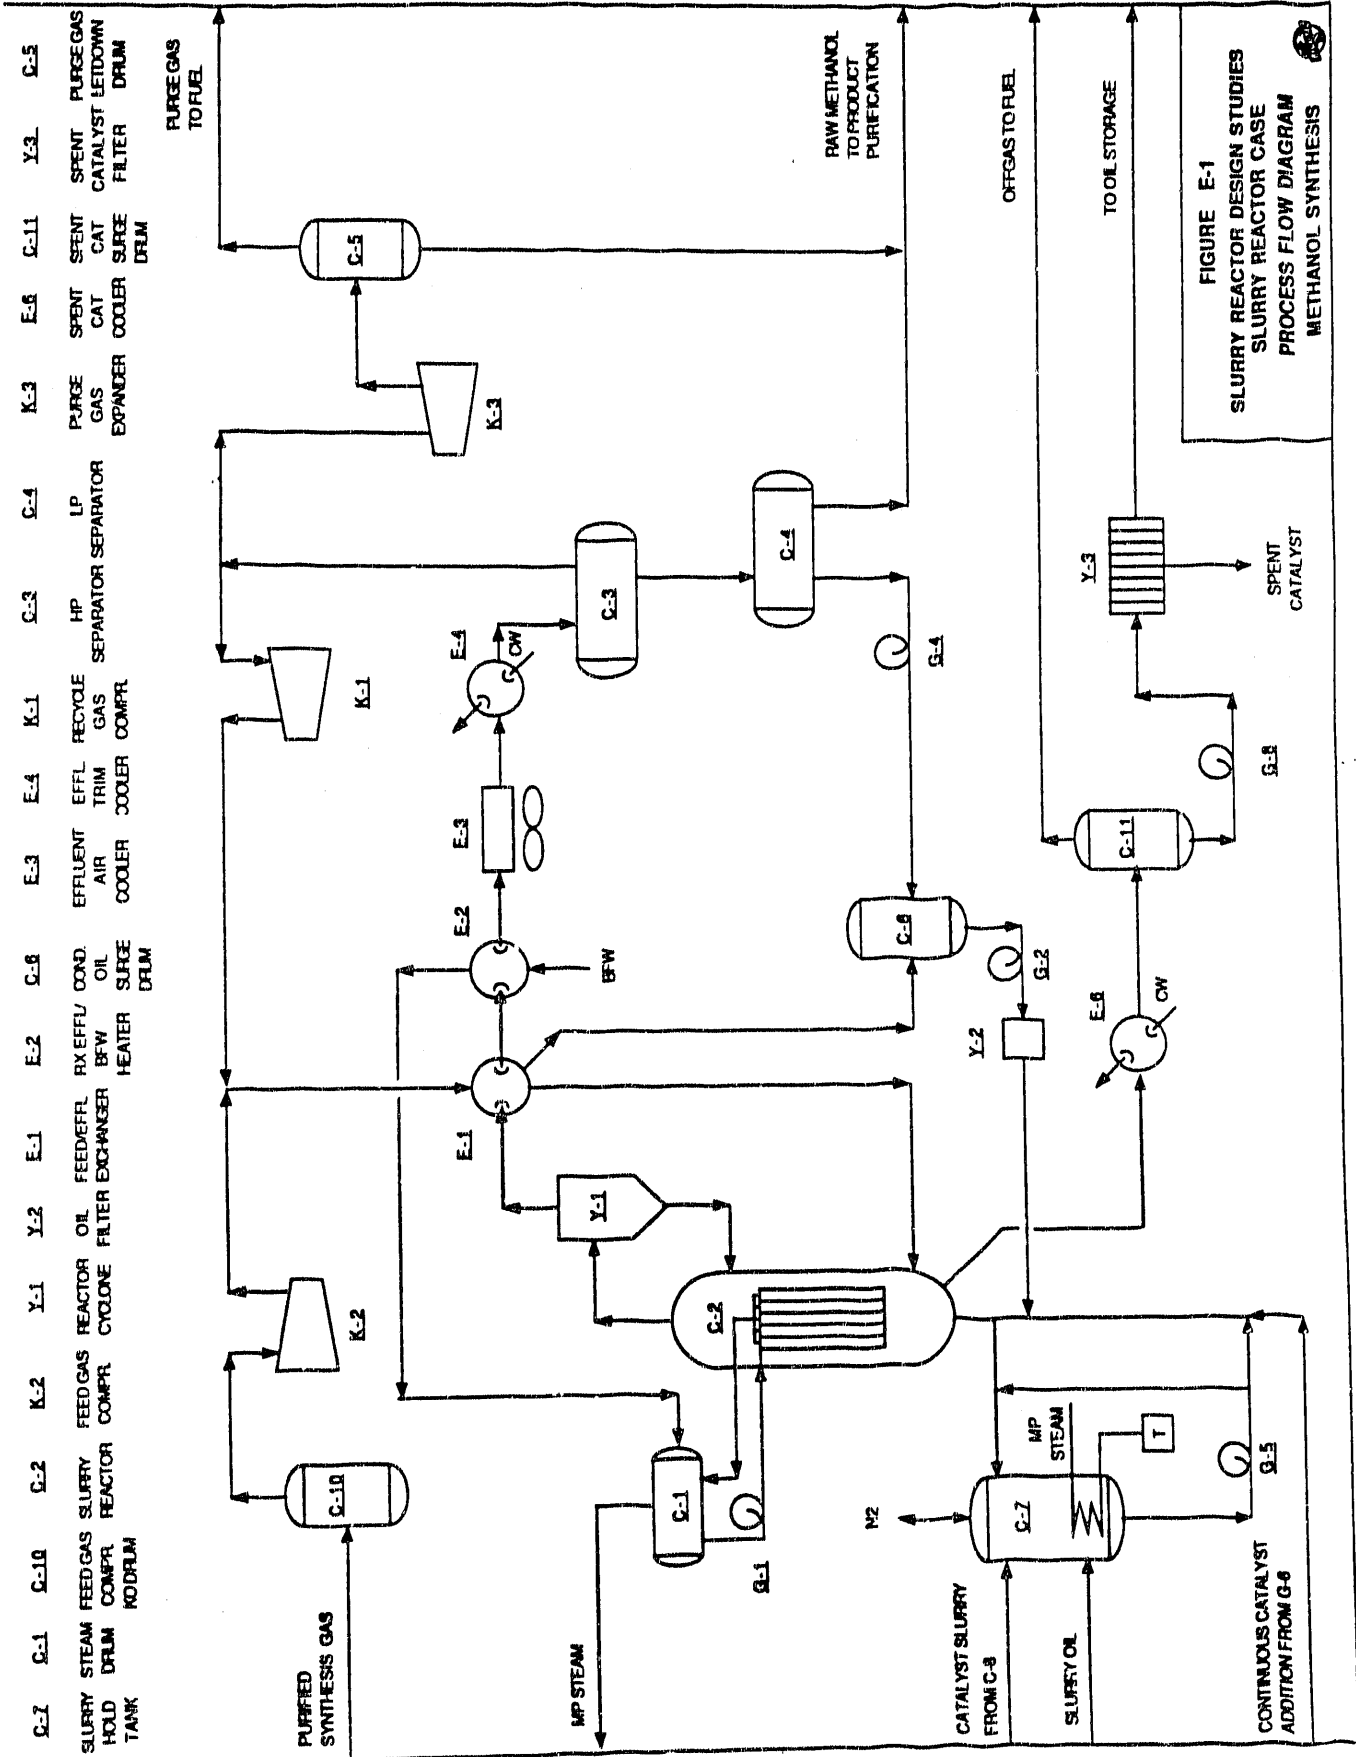 C-7
SLURRY
HOLD
TANK
C-1
STEAM
DRUM
C-10
FEED GAS
COMPR.
KO DRUM
C-2
SLURRY
REACTOR
K-2
FEED GAS
COMPR.
Y-1
REACTOR
CYCLONE
Y-2
OIL
FILTER
E-1
FEED/EFFL
EXCHANGER
E-2
RX EFFL/
BFW
HEATER
C-6
COND.
OIL
SURGE
DRUM
E-3
EFFLUENT
AIR
COOLER
E-4
EFFL
TRIM
COOLER
K-1
RECYCLE
GAS
COMPR.
C-3
HP
SEPARATOR
C-4
LP
SEPARATOR
K-3
PURGE
GAS
EXPANDER
E-6
SPENT
CAT
COOLER
C-11
SPENT
CAT
SURGE
DRUM
Y-3
SPENT
CATALYST
FILTER
C-5
PURGE GAS
LETDOWN
DRUM
PURIFIED
SYNTHESIS GAS
C-10
K-2
K-1
K-3
C-5
PURGE GAS
TO FUEL
E-1
E-2
BFW
E-3
E-4
CW
C-3
C-4
RAW METHANOL
TO PRODUCT
PURIFICATION
MP STEAM
C-1
G-1
C-2
Y-1
C-6
G-4
G-2
Y-2
OFFGAS TO FUEL
N2
C-7
MP
STEAM
T
G-5
CATALYST SLURRY
FROM C-8
SLURRY OIL
CONTINUOUS CATALYST
ADDITION FROM G-6
E-6
CW
C-11
G-8
Y-3
SPENT
CATALYST
TO OIL STORAGE
FIGURE E-1
SLURRY REACTOR DESIGN STUDIES
SLURRY REACTOR CASE
PROCESS FLOW DIAGRAM
METHANOL SYNTHESIS